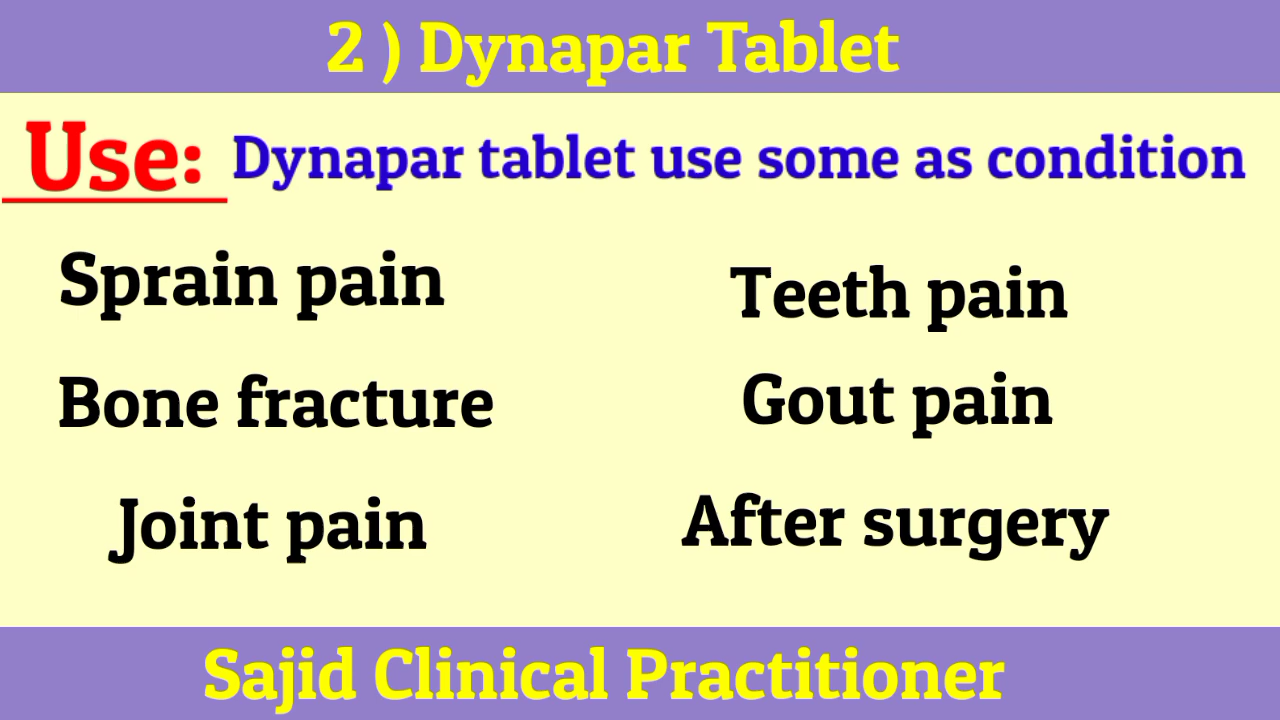 2 ) Dynapar Tablet
Use: Dynapar tablet use some as condition
Sprain pain
Teeth pain
Bone fracture
Gout pain
Joint pain
After surgery
Sajid Clinical Practitioner